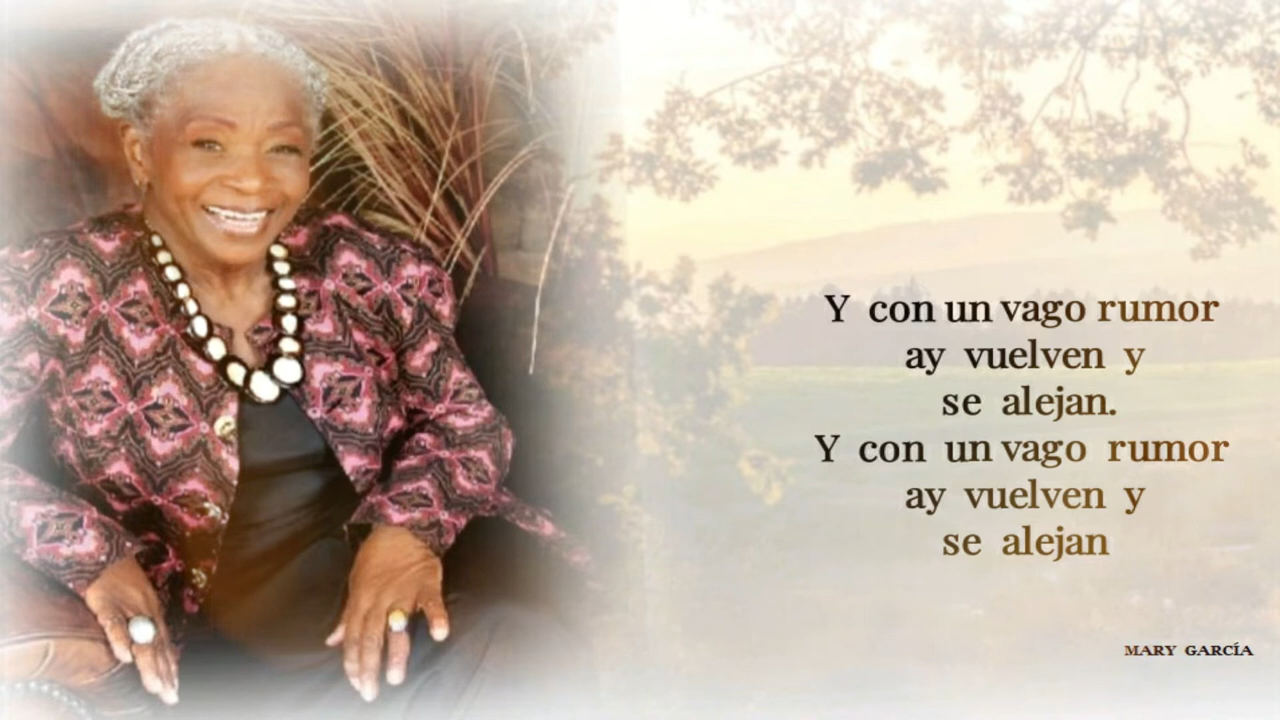 Y con un vago rumor
ay vuelven y
se alejan.
Y con un vago rumor
ay vuelven y
se alejan
MARY GARCÍA